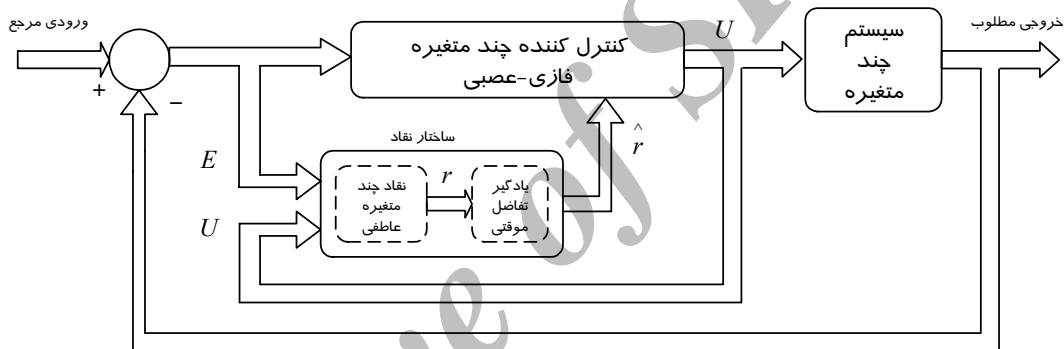 ورودی مرجع
+
−
کنترل کننده چند متغیره
فازی-عصبی
U
سیستم
چند
متغیره
خروجی مطلوب
ساختار نقاد
E
U
نقاد چند
متغیره
عاطفی
r
یادگیر
تفاضل
موقتی
^
r
e of S